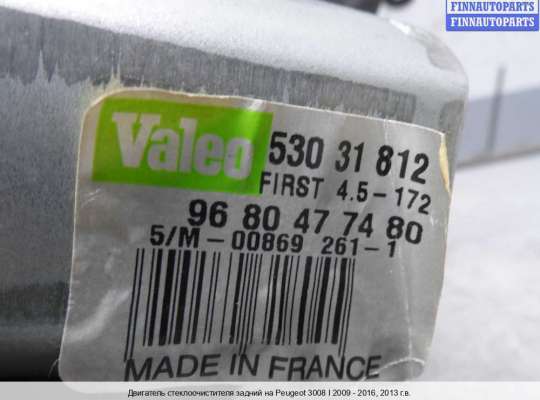 FINNAUTOPARTS
FINNAUTOPARTS
Valeo 530 31 812
FIRST 4.5-172
96 80 47 74 80
5/M-00869 261-1
MADE IN FRANCE
Двигатель стеклоочистителя задний на Peugeot 3008 I 2009 - 2016, 2013 г.в.